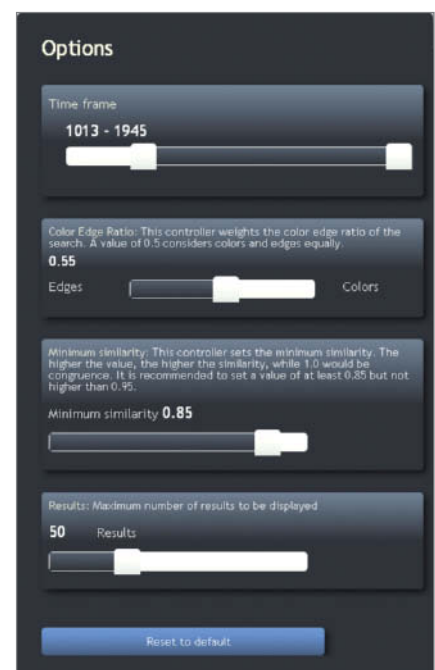 Options
Time frame
1013 - 1945
Color Edge Ratio: This controller weights the color edge ratio of the
search. A value of 0.5 considers colors and edges equally.
0.55
Edges Colors
Minimum similarity: This controller sets the minimum similarity. The
higher the value, the higher the similarity, while 1.0 would be
congruence. It is recommended to set a value of at least 0.85 but not
higher than 0.95.
Minimum similarity 0.85
Results: Maximum number of results to be displayed
50 Results
Reset to default